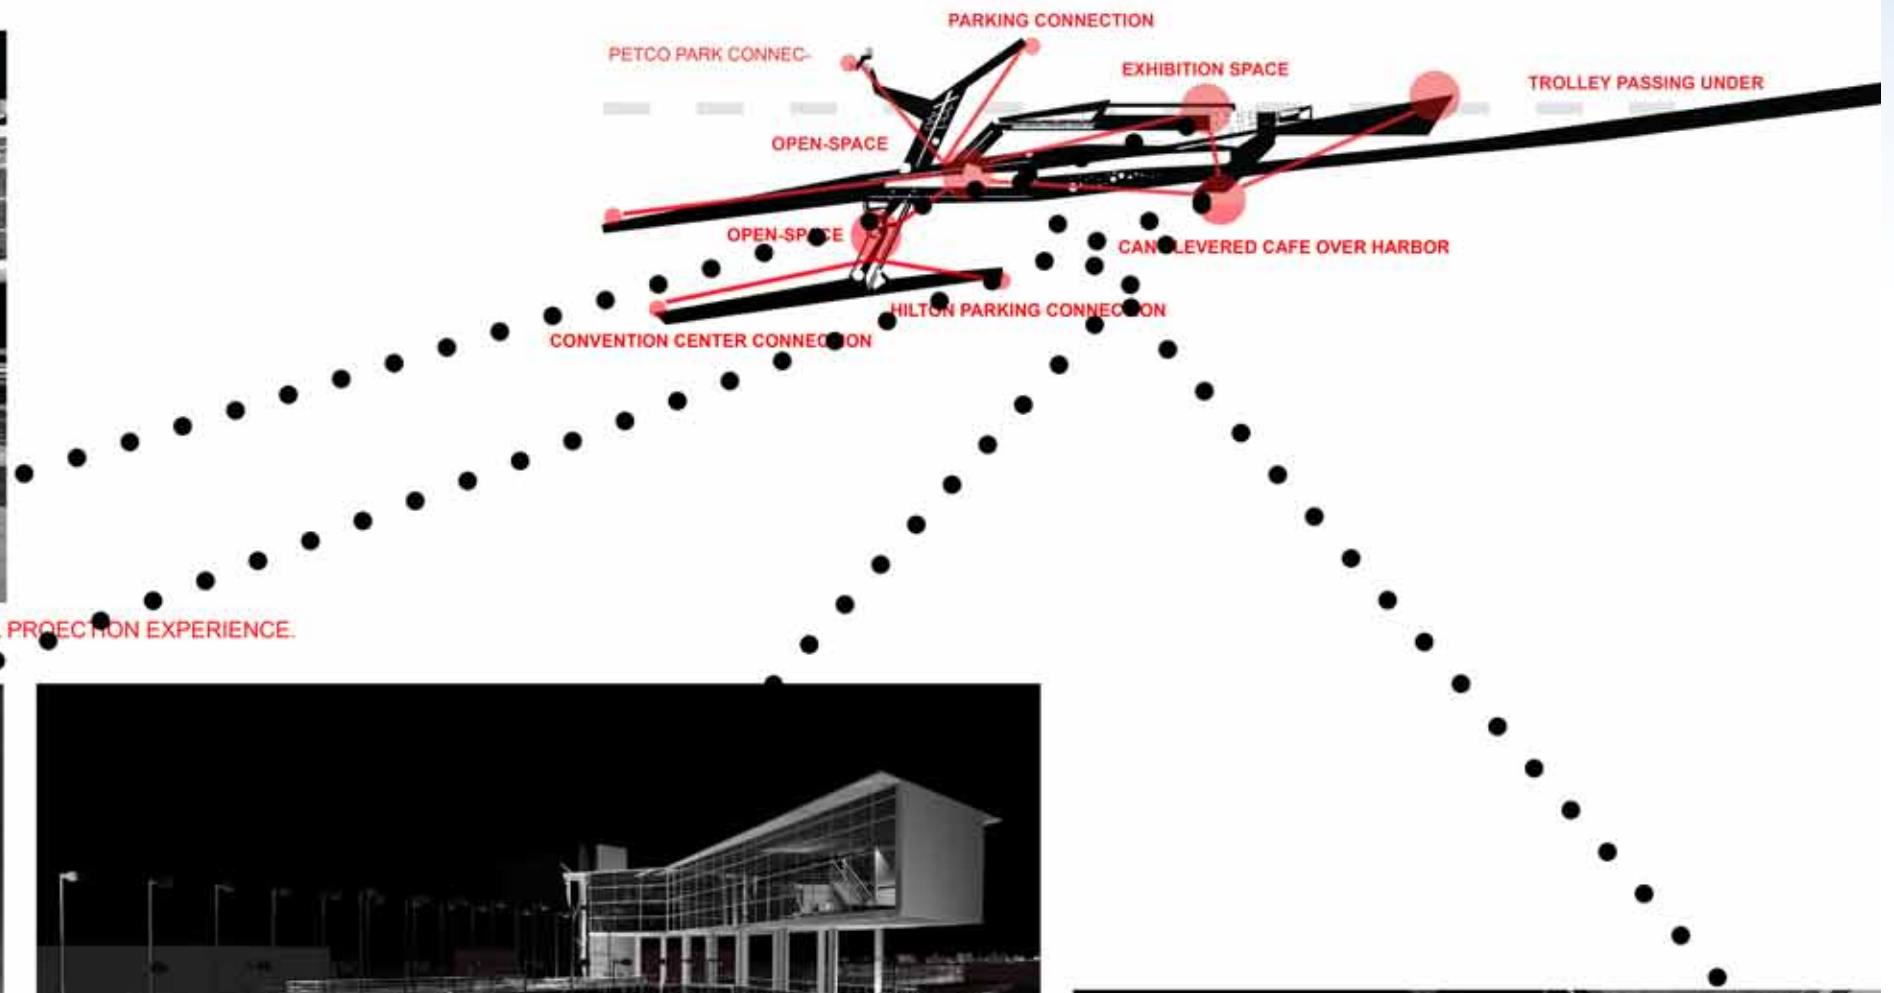 PARKING CONNECTION
PETCO PARK CONNEC-
EXHIBITION SPACE
TROLLEY PASSING UNDER
OPEN-SPACE
OPEN-SPACE
CANTILEVERED CAFE OVER HARBOR
HILTON PARKING CONNECTION
CONVENTION CENTER CONNECTION
PROECTION EXPERIENCE.